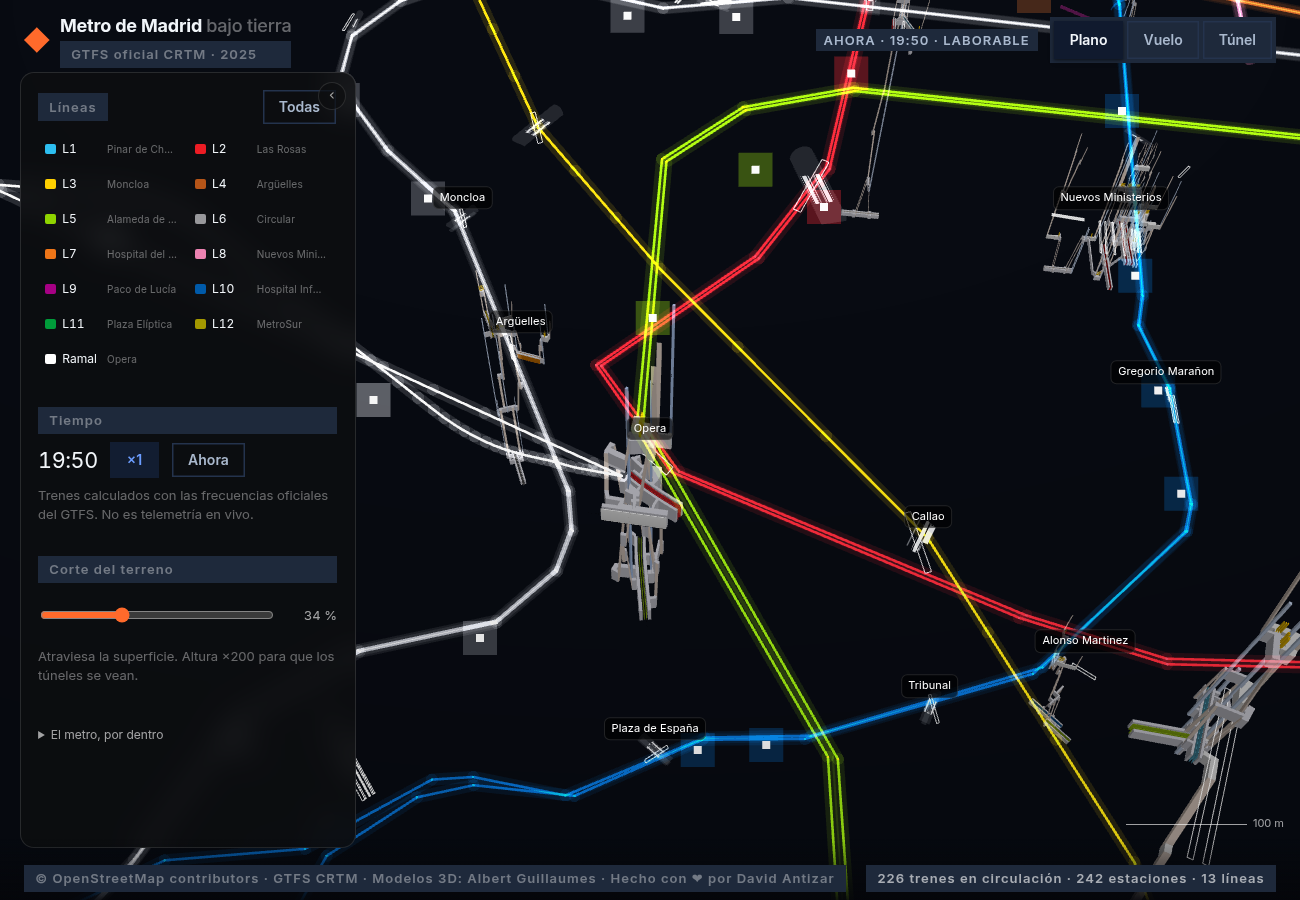 Metro de Madrid bajo tierra
GTFS oficial CRTM · 2025
AHORA · 19:50 · LABORABLE
Plano
Vuelo
Túnel
Líneas
Todas
L1 Pinar de Ch...
L2 Las Rosas
L3 Moncloa
L4 Argüelles
L5 Alameda de ...
L6 Circular
L7 Hospital del ...
L8 Nuevos Mini...
L9 Paco de Lucía
L10 Hospital Inf...
L11 Plaza Elíptica
L12 MetroSur
Ramal Opera
Tiempo
19:50 ×1 Ahora
Trenes calculados con las frecuencias oficiales
del GTFS. No es telemetría en vivo.
Corte del terreno
34 %
Atraviesa la superficie. Altura ×200 para que los
túneles se vean.
El metro, por dentro
Moncloa
Nuevos Ministerios
Argüelles
Gregorio Marañon
Opera
Callao
Alonso Martinez
Tribunal
Plaza de España
100 m
© OpenStreetMap contributors · GTFS CRTM · Modelos 3D: Albert Guillaumes · Hecho con ❤ por David Antizar
226 trenes en circulación · 242 estaciones · 13 líneas